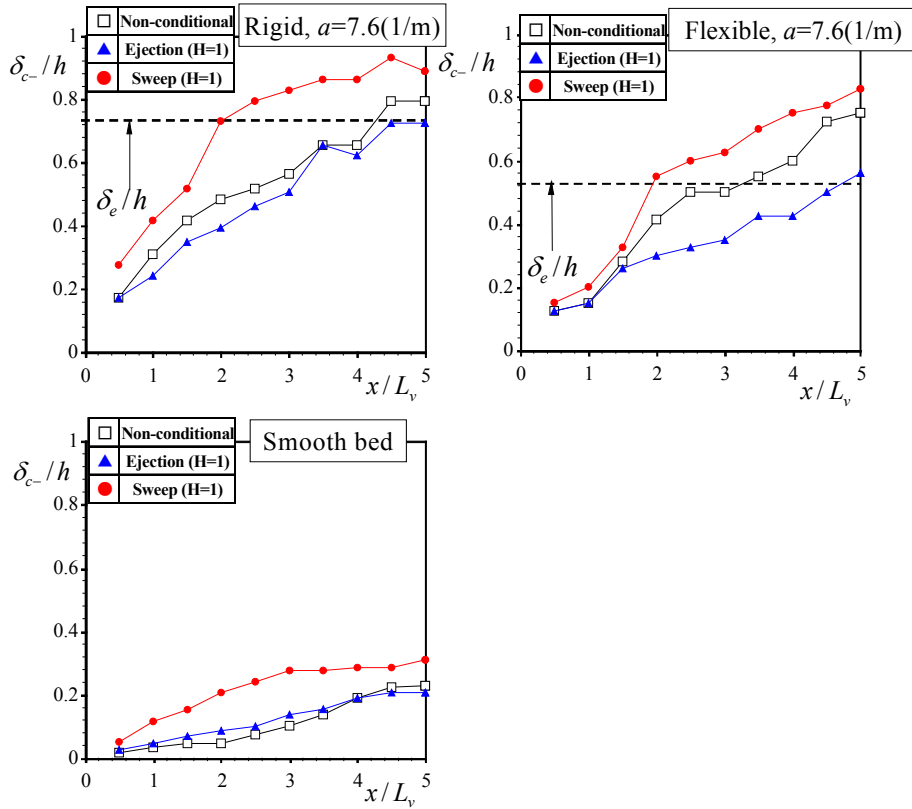 Non-conditional
Ejection (H=1)
Sweep (H=1)
Rigid, a=7.6(1/m)
δc−/h
1
0.8
0.6
0.4
0.2
0
δe/h
0 1 2 3 4 5
x/Lv
Non-conditional
Ejection (H=1)
Sweep (H=1)
Flexible, a=7.6(1/m)
δc−/h
1
0.8
0.6
0.4
0.2
0
δe/h
0 1 2 3 4 5
x/Lv
Non-conditional
Ejection (H=1)
Sweep (H=1)
Smooth bed
δc−/h
1
0.8
0.6
0.4
0.2
0
0 1 2 3 4 5
x/Lv